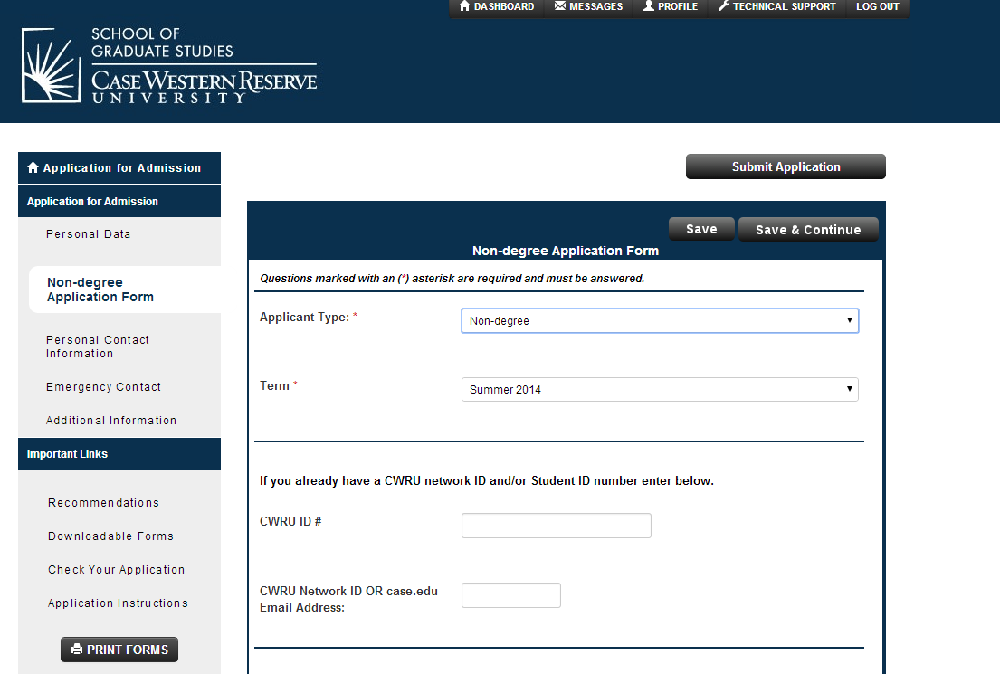 DASHBOARD MESSAGES PROFILE TECHNICAL SUPPORT LOG OUT
SCHOOL OF
GRADUATE STUDIES
CASE WESTERN RESERVE
UNIVERSITY
Application for Admission
Application for Admission
Personal Data
Non-degree
Application Form
Personal Contact
Information
Emergency Contact
Additional Information
Important Links
Recommendations
Downloadable Forms
Check Your Application
Application Instructions
PRINT FORMS
Submit Application
Save Save & Continue
Non-degree Application Form
Questions marked with an (*) asterisk are required and must be answered.
Applicant Type: * Non-degree
Term * Summer 2014
If you already have a CWRU network ID and/or Student ID number enter below.
CWRU ID #
CWRU Network ID OR case.edu
Email Address: